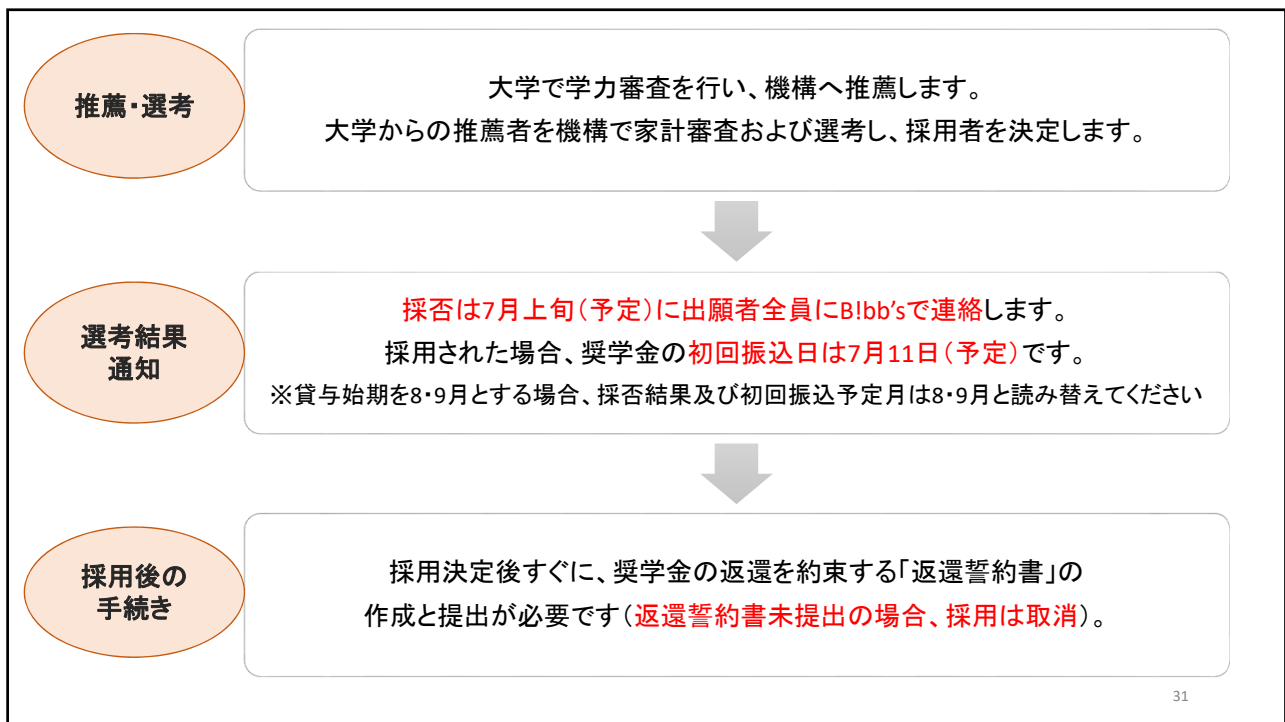 推薦・選考
大学で学力審査を行い、機構へ推薦します。
大学からの推薦者を機構で家計審査および選考し、採用者を決定します。
選考結果
通知
採否は7月上旬(予定)に出願者全員にB!bb'sで連絡します。
採用された場合、奨学金の初回振込日は7月11日(予定)です。
※貸与始期を8・9月とする場合、採否結果及び初回振込予定月は8・9月と読み替えてください
採用後の
手続き
採用決定後すぐに、奨学金の返還を約束する「返還誓約書」の
作成と提出が必要です(返還誓約書未提出の場合、採用は取消)。
31